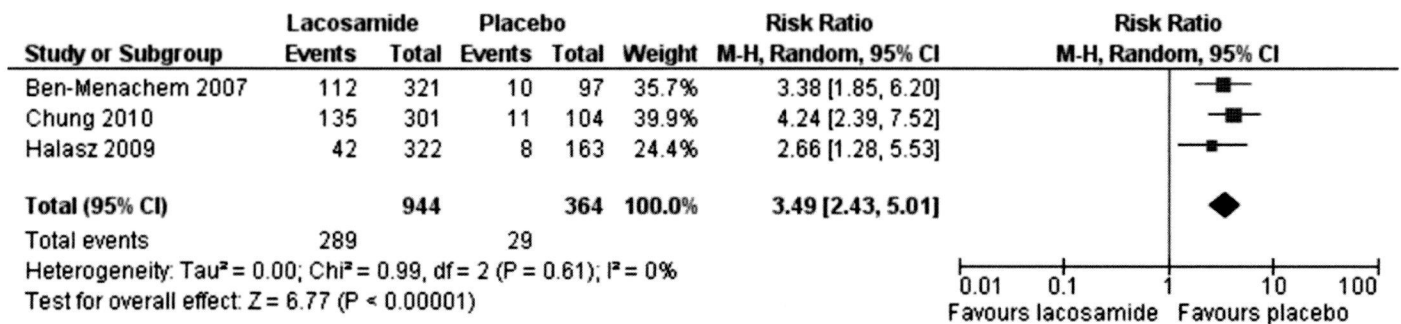 Lacosamide Placebo Risk Ratio Risk Ratio
Study or Subgroup Events Total Events Total Weight M-H, Random, 95% CI M-H, Random, 95% CI
Ben-Menachem 2007 112 321 10 97 35.7% 3.38 [1.85, 6.20]
Chung 2010 135 301 11 104 39.9% 4.24 [2.39, 7.52]
Halasz 2009 42 322 8 163 24.4% 2.66 [1.28, 5.53]
Total (95% CI) 944 364 100.0% 3.49 [2.43, 5.01]
Total events 289 29
Heterogeneity: Tau² = 0.00; Chi² = 0.99, df = 2 (P = 0.61); I² = 0%
Test for overall effect: Z = 6.77 (P < 0.00001)
0.01 0.1 1 10 100
Favours lacosamide Favours placebo